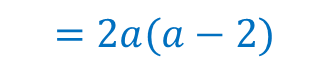 = 2a(a − 2)